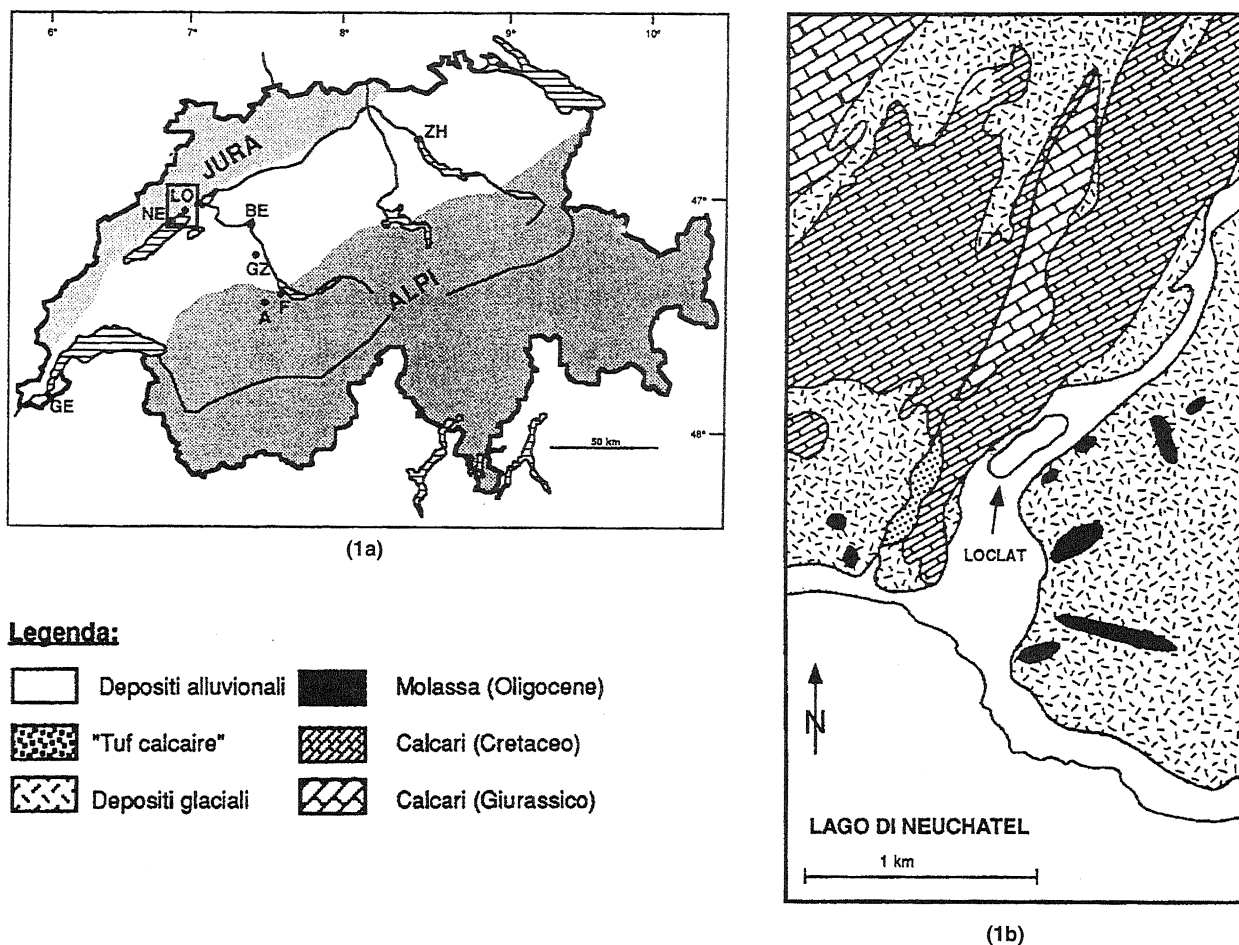 6° 7° 8° 9° 10°
ZH
JURA
47°
LO
NE
BE
GZ
ALPI
F
A
GE
48°
50 km
(1a)
Legenda:
Depositi alluvionali
Molassa (Oligocene)
"Tuf calcaire"
Calcari (Cretaceo)
Depositi glaciali
Calcari (Giurassico)
LOCLAT
N
LAGO DI NEUCHATEL
1 km
(1b)